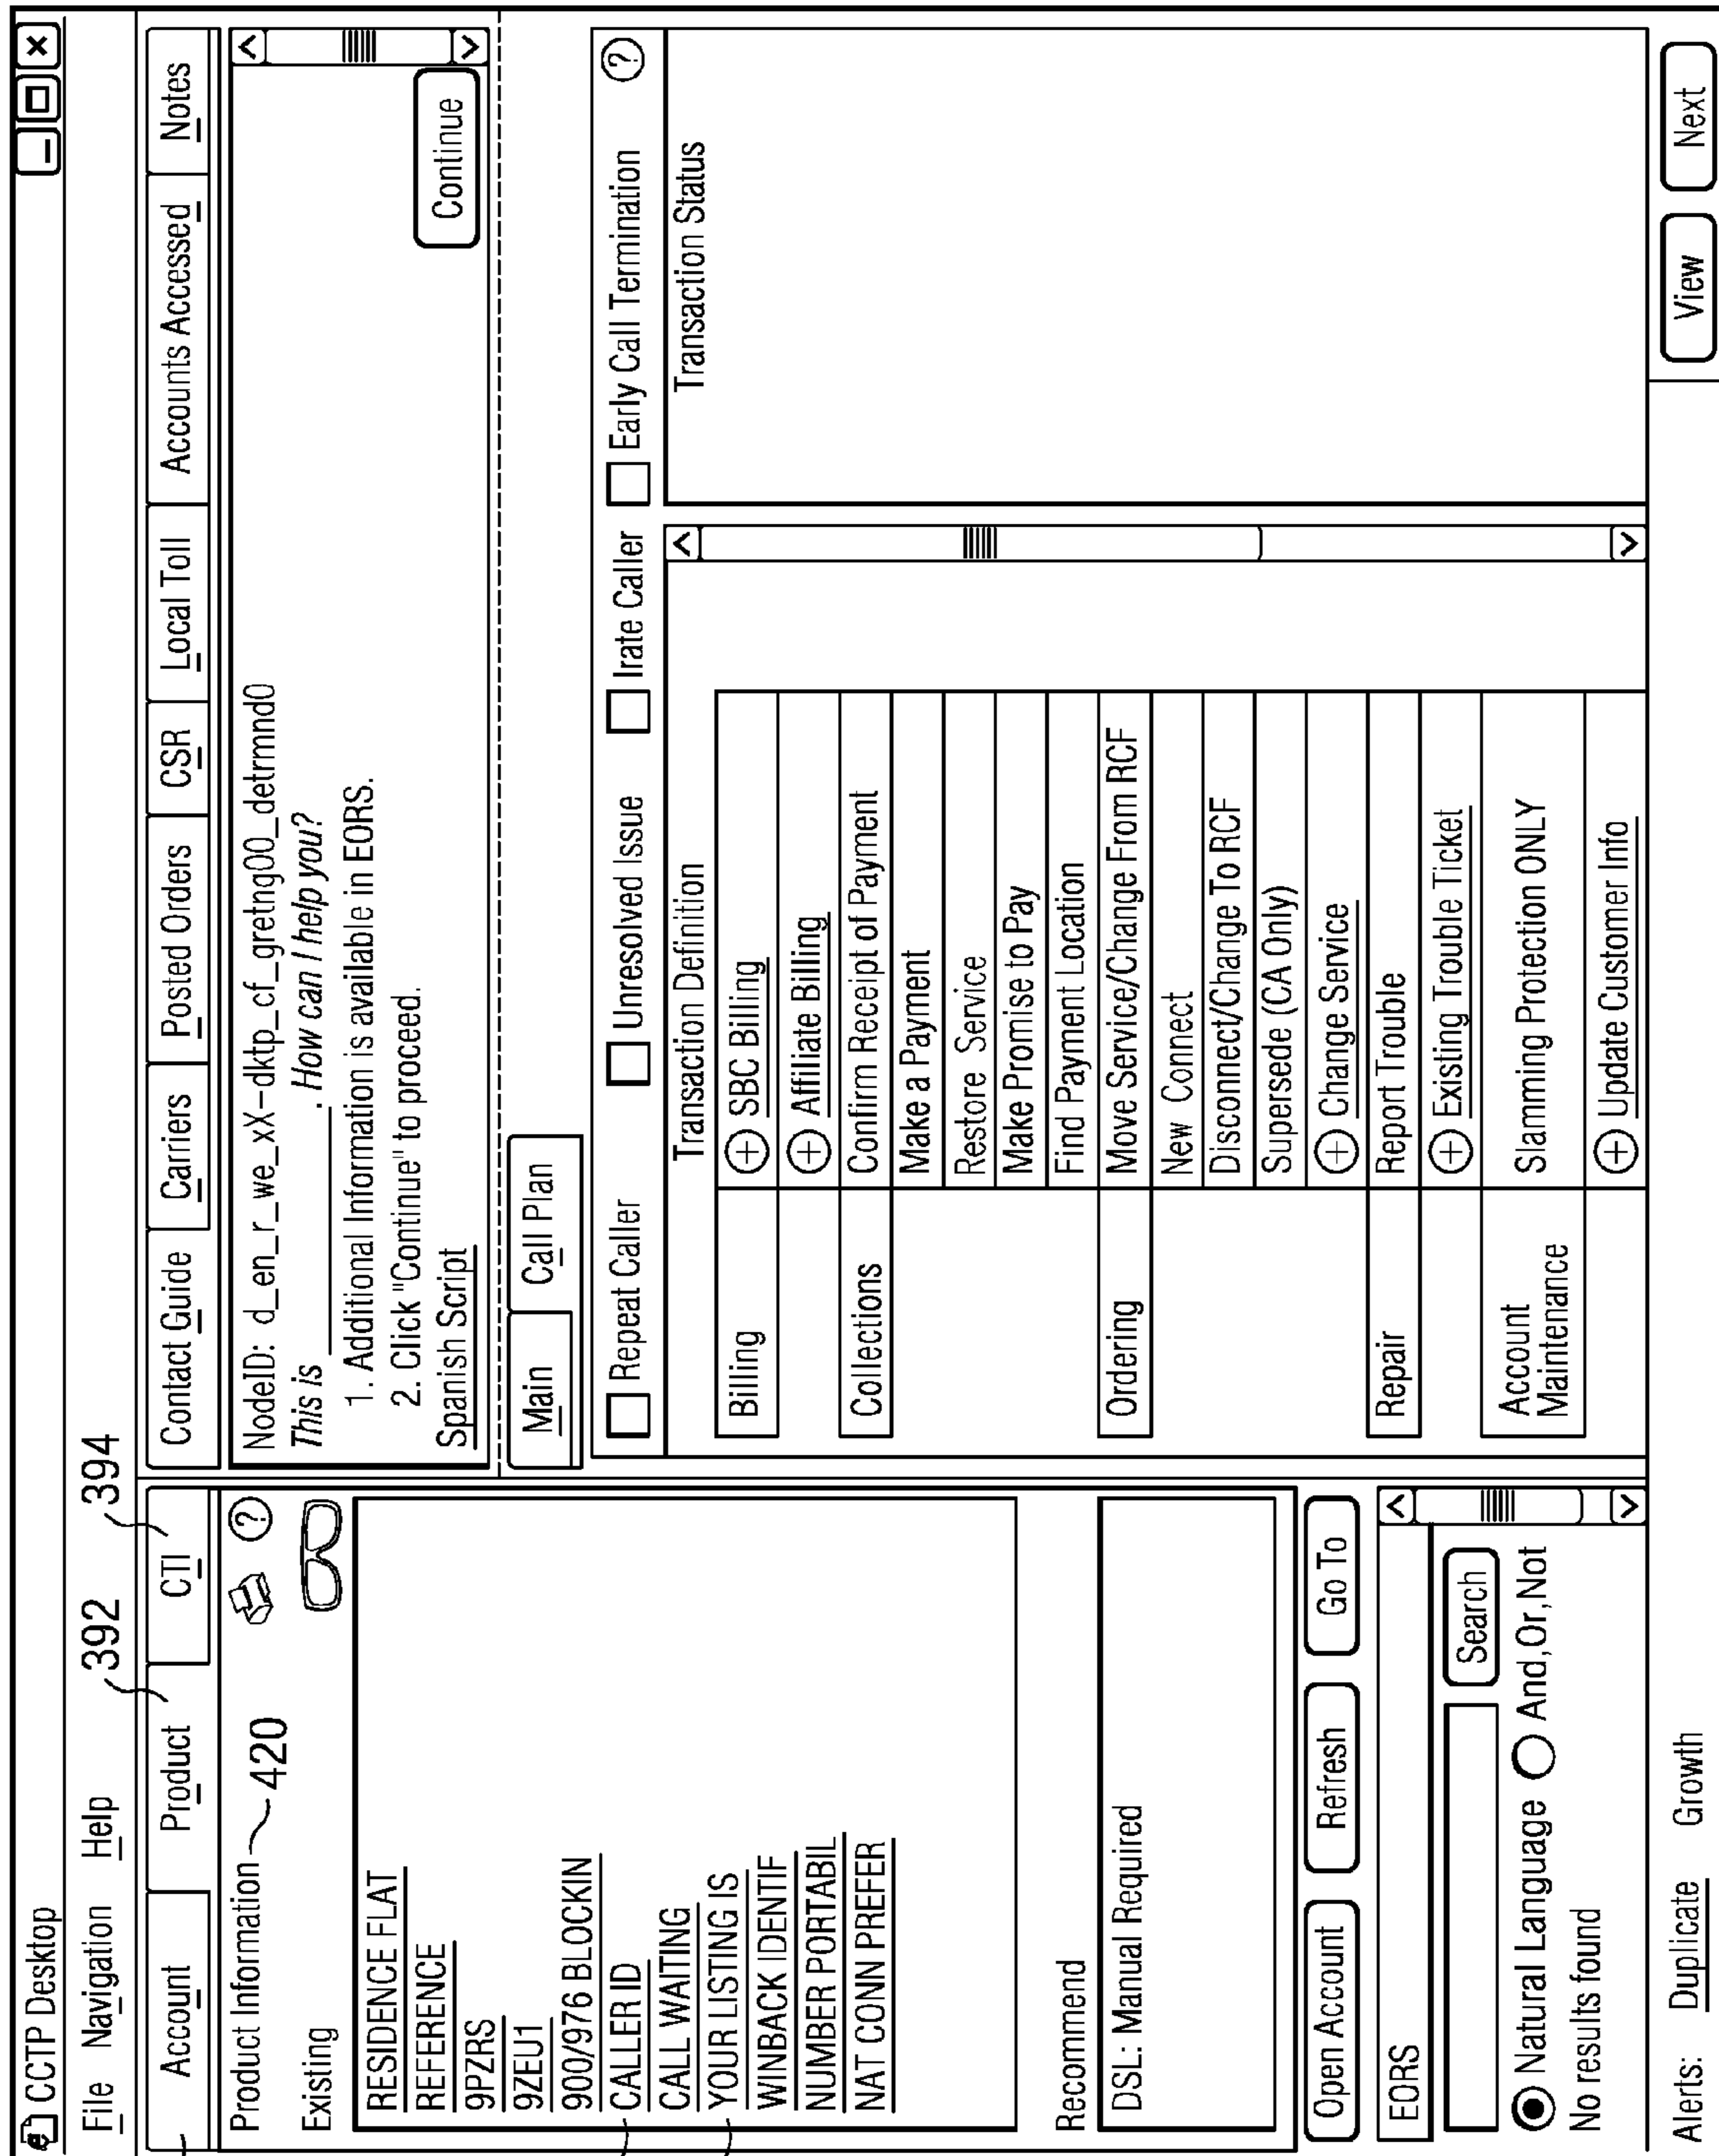 CCTP Desktop
File Navigation Help
392 394
Account Product CTI
Product Information 420 ?
Existing
RESIDENCE FLAT
REFERENCE
9PZRS
9ZEU1
900/976 BLOCKIN
CALLER ID
CALL WAITING
YOUR LISTING IS
WINBACK IDENTIF
NUMBER PORTABIL
NAT CONN PREFER
Recommend
DSL: Manual Required
Open Account Refresh Go To
EORS
Search
Natural Language And,Or,Not
No results found
Contact Guide Carriers Posted Orders CSR Local Toll Accounts Accessed Notes
NodeID: d_en_r_we_xX-dktp_cf_gretng00_detrmnd0
This is ________. How can I help you?
1. Additional Information is available in EORS.
2. Click "Continue" to proceed.
Spanish Script
Continue
Main Call Plan
Repeat Caller Unresolved Issue Irate Caller Early Call Termination ?
Transaction Definition Transaction Status
Billing + SBC Billing
+ Affiliate Billing
Collections Confirm Receipt of Payment
Make a Payment
Restore Service
Make Promise to Pay
Find Payment Location
Ordering Move Service/Change From RCF
New Connect
Disconnect/Change To RCF
Supersede (CA Only)
+ Change Service
Repair Report Trouble
+ Existing Trouble Ticket
Account Maintenance Slamming Protection ONLY
+ Update Customer Info
Alerts: Duplicate Growth View Next